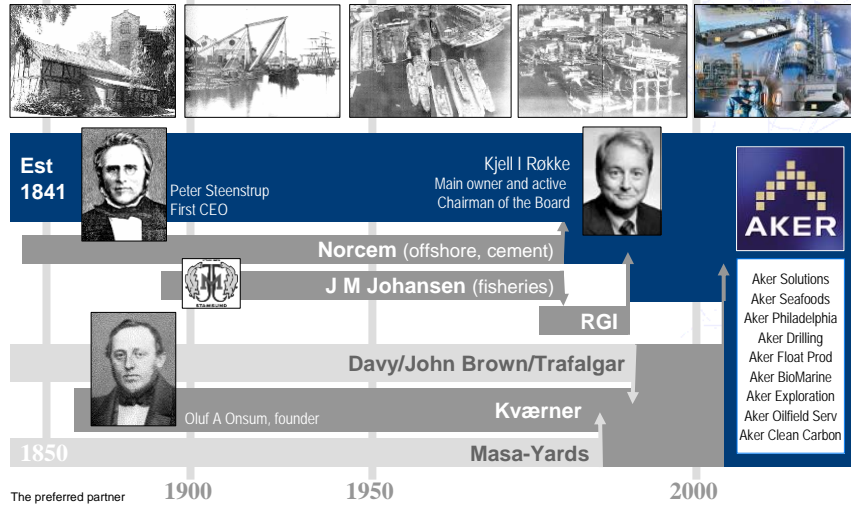 Est
1841
Peter Steenstrup
First CEO
Kjell I Røkke
Main owner and active
Chairman of the Board
AKER
Norcem (offshore, cement)
J M Johansen (fisheries)
STAMSUND
RGI
Davy/John Brown/Trafalgar
Oluf A Onsum, founder
Kværner
1850
Masa-Yards
Aker Solutions
Aker Seafoods
Aker Philadelphia
Aker Drilling
Aker Float Prod
Aker BioMarine
Aker Exploration
Aker Oilfield Serv
Aker Clean Carbon
The preferred partner
1900
1950
2000